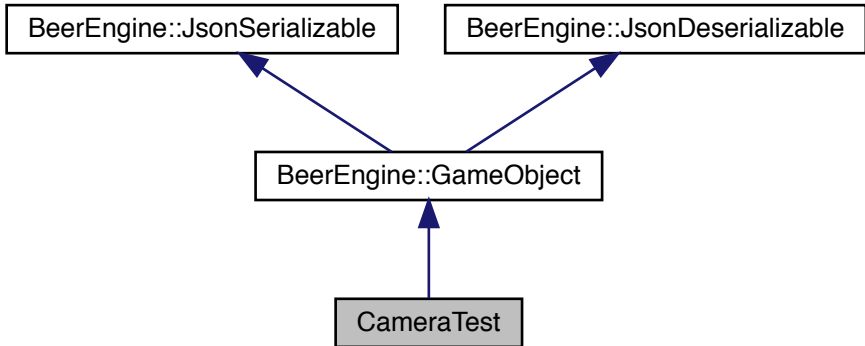 BeerEngine::JsonSerializable
BeerEngine::JsonDeserializable
BeerEngine::GameObject
CameraTest